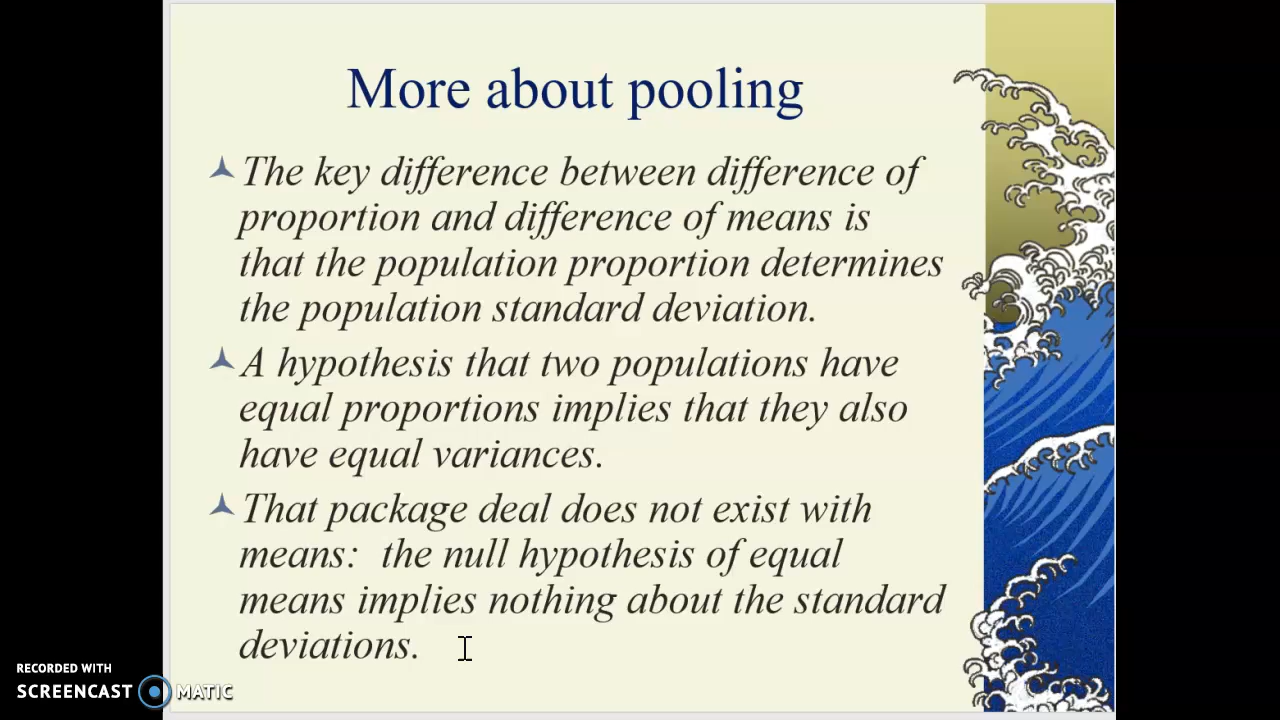 More about pooling
The key difference between difference of
proportion and difference of means is
that the population proportion determines
the population standard deviation.
A hypothesis that two populations have
equal proportions implies that they also
have equal variances.
That package deal does not exist with
means:  the null hypothesis of equal
means implies nothing about the standard
deviations.
RECORDED WITH
SCREENCAST MATIC